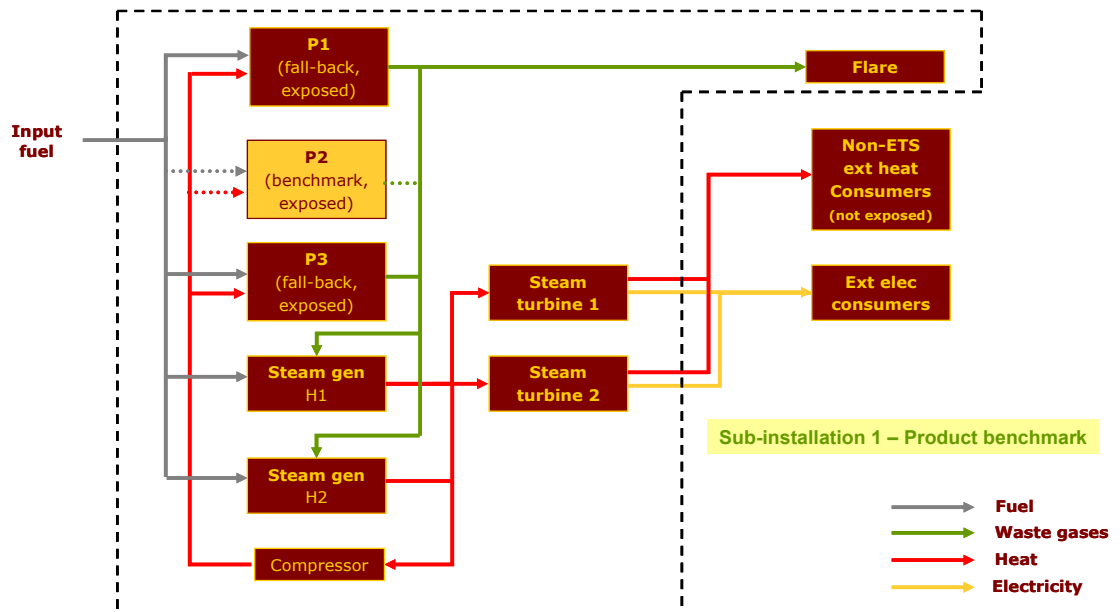 P1
(fall-back,
exposed)
Flare
Input
fuel
P2
(benchmark,
exposed)
Non-ETS
ext heat
Consumers
(not exposed)
P3
(fall-back,
exposed)
Steam
turbine 1
Ext elec
consumers
Steam gen
H1
Steam
turbine 2
Sub-installation 1 – Product benchmark
Steam gen
H2
Fuel
Waste gases
Heat
Electricity
Compressor